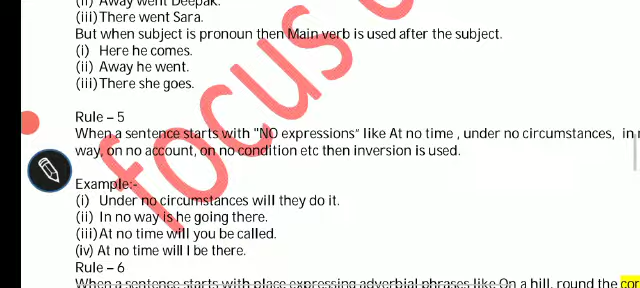 (ii) Away went Deepak.
(iii) There went Sara.
But when subject is pronoun then Main verb is used after the subject.
(i) Here he comes.
(ii) Away he went.
(iii) There she goes.
Rule – 5
When a sentence starts with "NO expressions" like At no time , under no circumstances, in
way, on no account, on no condition etc then inversion is used.
Example:-
(i) Under no circumstances will they do it.
(ii) In no way is he going there.
(iii) At no time will you be called.
(iv) At no time will I be there.
Rule – 6
When a sentence starts with place expressing adverbial phrases like On a hill, round the
focus